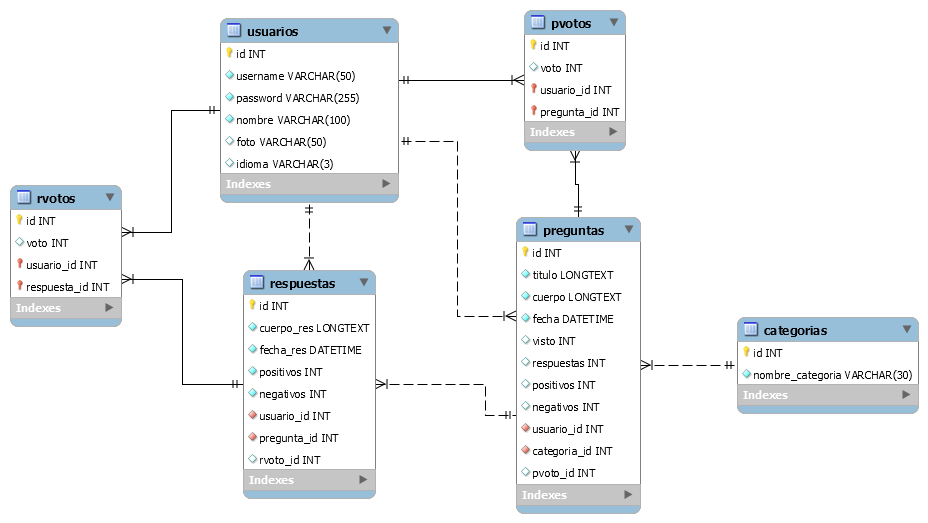 usuarios
id INT
username VARCHAR(50)
password VARCHAR(255)
nombre VARCHAR(100)
foto VARCHAR(50)
idioma VARCHAR(3)
Indexes
pvotos
id INT
voto INT
usuario_id INT
pregunta_id INT
Indexes
rvotos
id INT
voto INT
usuario_id INT
respuesta_id INT
Indexes
respuestas
id INT
cuerpo_res LONGTEXT
fecha_res DATETIME
positivos INT
negativos INT
usuario_id INT
pregunta_id INT
rvoto_id INT
Indexes
preguntas
id INT
titulo LONGTEXT
cuerpo LONGTEXT
fecha DATETIME
visto INT
respuestas INT
positivos INT
negativos INT
usuario_id INT
categoria_id INT
pvoto_id INT
Indexes
categorias
id INT
nombre_categoria VARCHAR(30)
Indexes